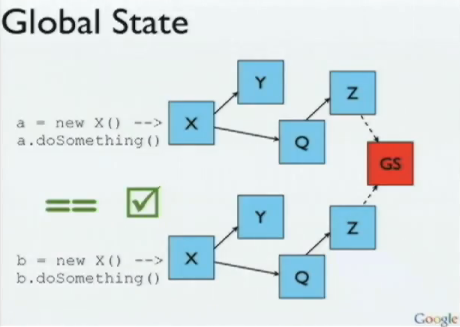 Global State
Y
Z
a = new X() -->
X
a.doSomething()
Q
GS
==
Y
Z
b = new X() -->
X
b.doSomething()
Q
Google